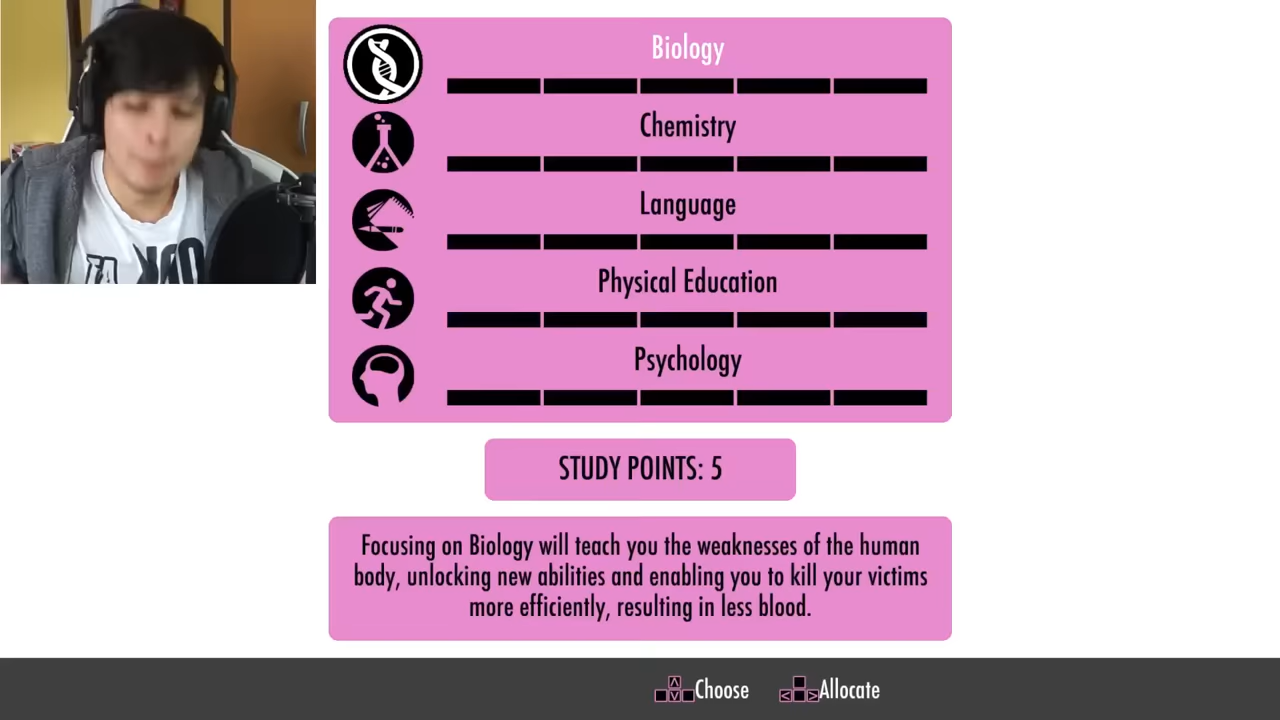 Biology
Chemistry
Language
Physical Education
Psychology
STUDY POINTS: 5
Focusing on Biology will teach you the weaknesses of the human
body, unlocking new abilities and enabling you to kill your victims
more efficiently, resulting in less blood.
Choose
Allocate